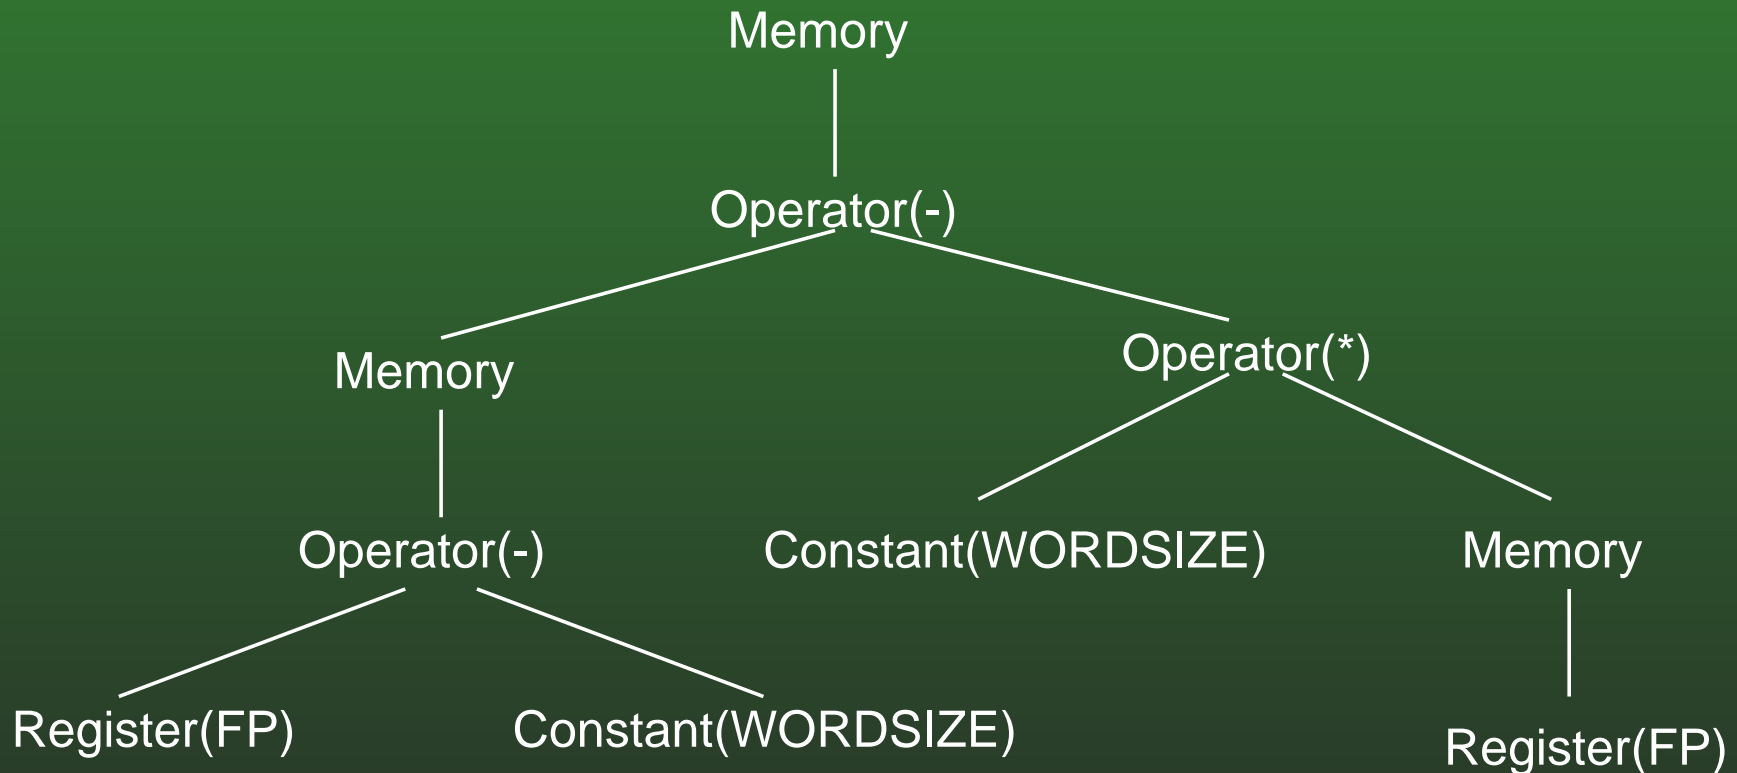 Memory
Operator(-)
Memory
Operator(*)
Operator(-)
Constant(WORDSIZE)
Memory
Register(FP)
Constant(WORDSIZE)
Register(FP)